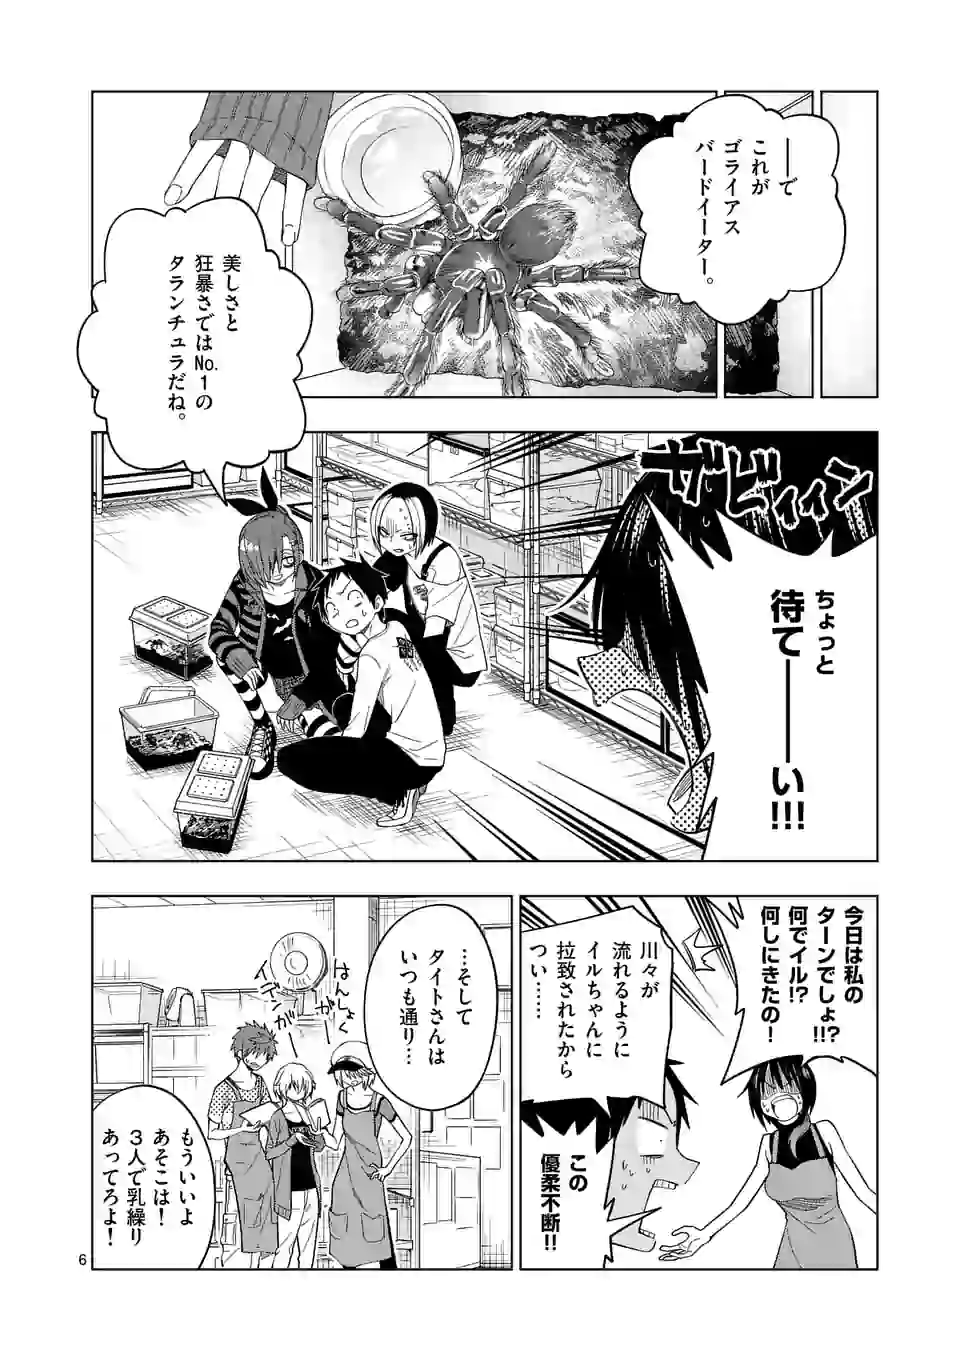 ――で
これが
ゴライアス
バードイーター。
美しさと
狂暴さではNo.1の
タランチュラだね。
ザビィィン
ちょっと
待てーーい!!!
今日は私の
ターンでしょ!!?
何でイル!?
何しにきたの!
川々が
流れるように
イルちゃんに
拉致されたから
つい……
この
優柔不断!!
…そして
タイトさんは
いつも通り…
はんしょくが
イデンが
もういいよ
あそこは!
3人で乳繰り
あってろよ!
6